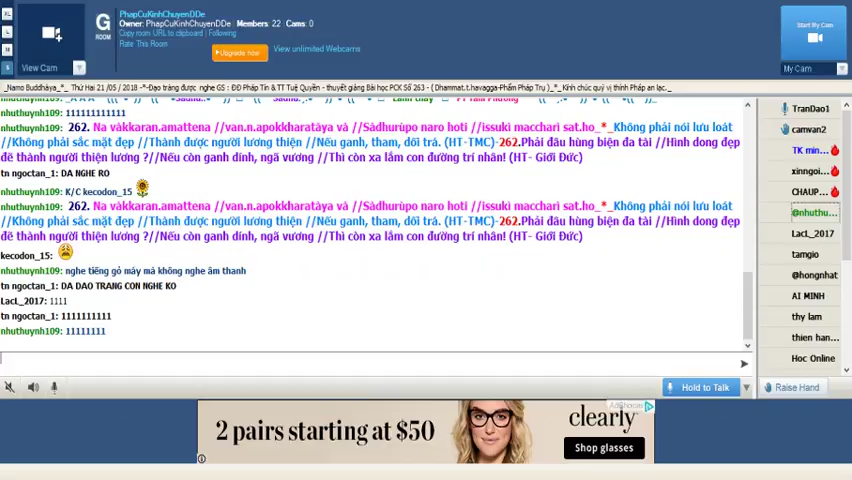 PhapCuKinhChuyenDDe
Owner: PhapCuKinhChuyenDDe Members: 22 Cams: 0
Copy room URL to clipboard | Following
Rate This Room
G
ROOM
Upgrade now
View unlimited Webcams
XL
L
M
S
View Cam
Start My Cam
My Cam
_Namo Buddhàya_*_ Thứ Hai 21 /05 / 2018 -*-Đạo tràng được nghe GS : ĐĐ Pháp Tín & TT Tuệ Quyền - thuyết giảng Bài học PCK Số 263 - ( Dhammat.t.havagga-Phẩm Pháp Trụ )_*_ Kính chúc quý vị thính Pháp an lạc._
nhuthuynh109: 111111111111
262. Na vàkkaran.amattena //van.n.apokkharatàya và //Sàdhurùpo naro hoti //issukì maccharì sat.ho_*_Không phải nói lưu loát
//Không phải sắc mặt đẹp //Thành được người lương thiện //Nếu ganh, tham, dối trá. (HT-TMC)-262.Phải đâu hùng biện đa tài //Hình dong đẹp
đẽ thành người thiện lương ?//Nếu còn ganh dính, ngã vương //Thì còn xa lắm con đường trí nhân! (HT- Giới Đức)
tn ngoctan_1: DA NGHE RO
nhuthuynh109: K/C kecodon_15
nhuthuynh109: 262. Na vàkkaran.amattena //van.n.apokkharatàya và //Sàdhurùpo naro hoti //issukì maccharì sat.ho_*_Không phải nói lưu loát
//Không phải sắc mặt đẹp //Thành được người lương thiện //Nếu ganh, tham, dối trá. (HT-TMC)-262.Phải đâu hùng biện đa tài //Hình dong đẹp
đẽ thành người thiện lương ?//Nếu còn ganh dính, ngã vương //Thì còn xa lắm con đường trí nhân! (HT- Giới Đức)
kecodon_15:
nhuthuynh109: nghe tiếng gỏ máy mà không nghe âm thanh
tn ngoctan_1: DA DAO TRANG CON NGHE KO
LacL_2017: 1111
tn ngoctan_1: 1111111111
nhuthuynh109: 11111111
TranDao1
camvan2
TK min...
xinngoi...
CHAUP...
@nhuthu...
LacL_2017
tamgio
@hongnhat
AI MINH
thy lam
thien han...
Hoc Online
Hold to Talk
Raise Hand
AdChoices
2 pairs starting at $50
clearly
Shop glasses